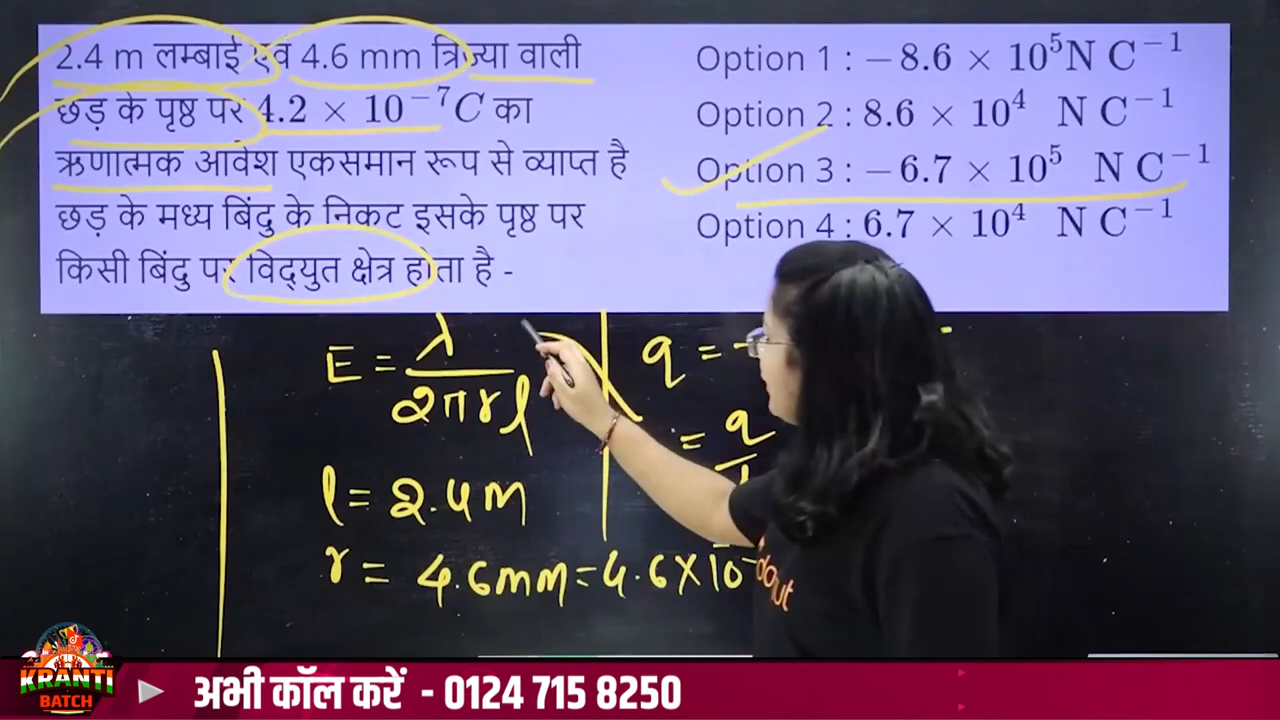 2.4 m लम्बाई एवं 4.6 mm त्रिज्या वाली
छड़ के पृष्ठ पर 4.2 × 10⁻⁷C का
ऋणात्मक आवेश एकसमान रूप से व्याप्त है
छड़ के मध्य बिंदु के निकट इसके पृष्ठ पर
किसी बिंदु पर विद्युत क्षेत्र होता है -
Option 1 : −8.6 × 10⁵N C⁻¹
Option 2 : 8.6 × 10⁴ N C⁻¹
Option 3 : −6.7 × 10⁵ N C⁻¹
Option 4 : 6.7 × 10⁴ N C⁻¹
E = λ / 2πrl
l = 2.4m
r = 4.6mm = 4.6×10⁻
q = -
= q /
KRANTI
BATCH
अभी कॉल करें - 0124 715 8250